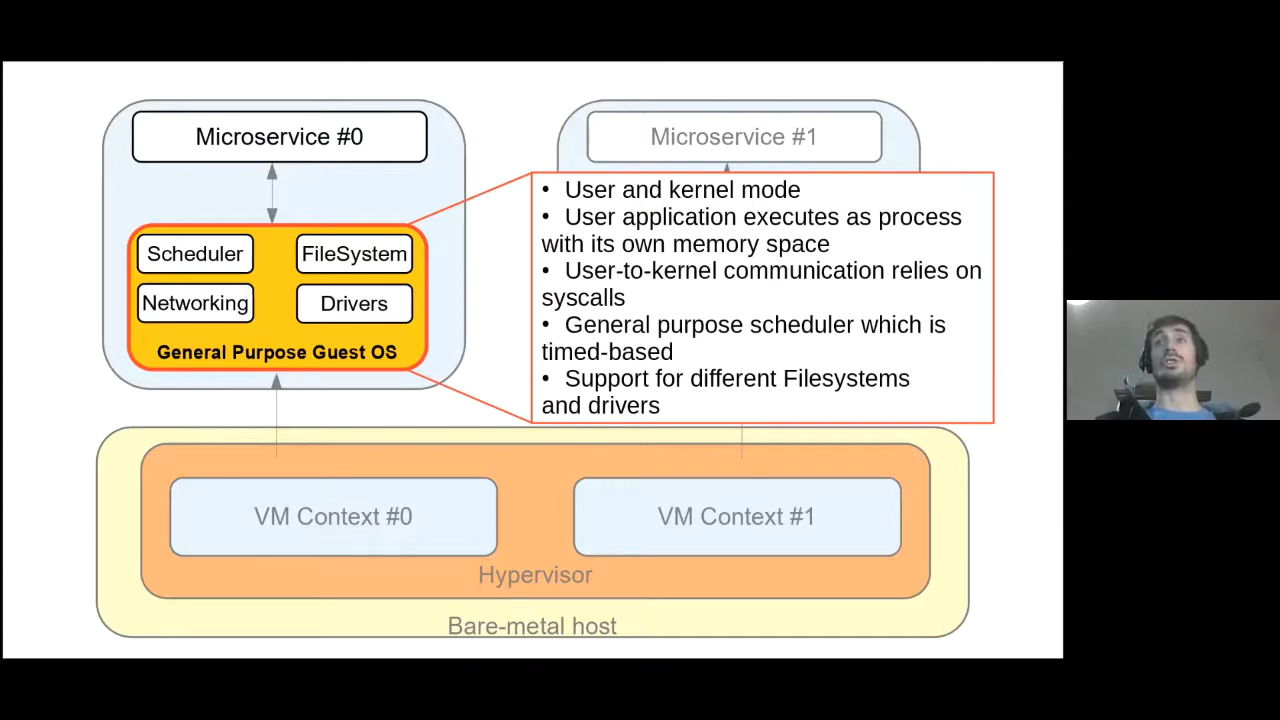 Microservice #0
Microservice #1
• User and kernel mode
• User application executes as process
with its own memory space
• User-to-kernel communication relies on
syscalls
• General purpose scheduler which is
timed-based
• Support for different Filesystems
and drivers
Scheduler
FileSystem
Networking
Drivers
General Purpose Guest OS
VM Context #0
VM Context #1
Hypervisor
Bare-metal host